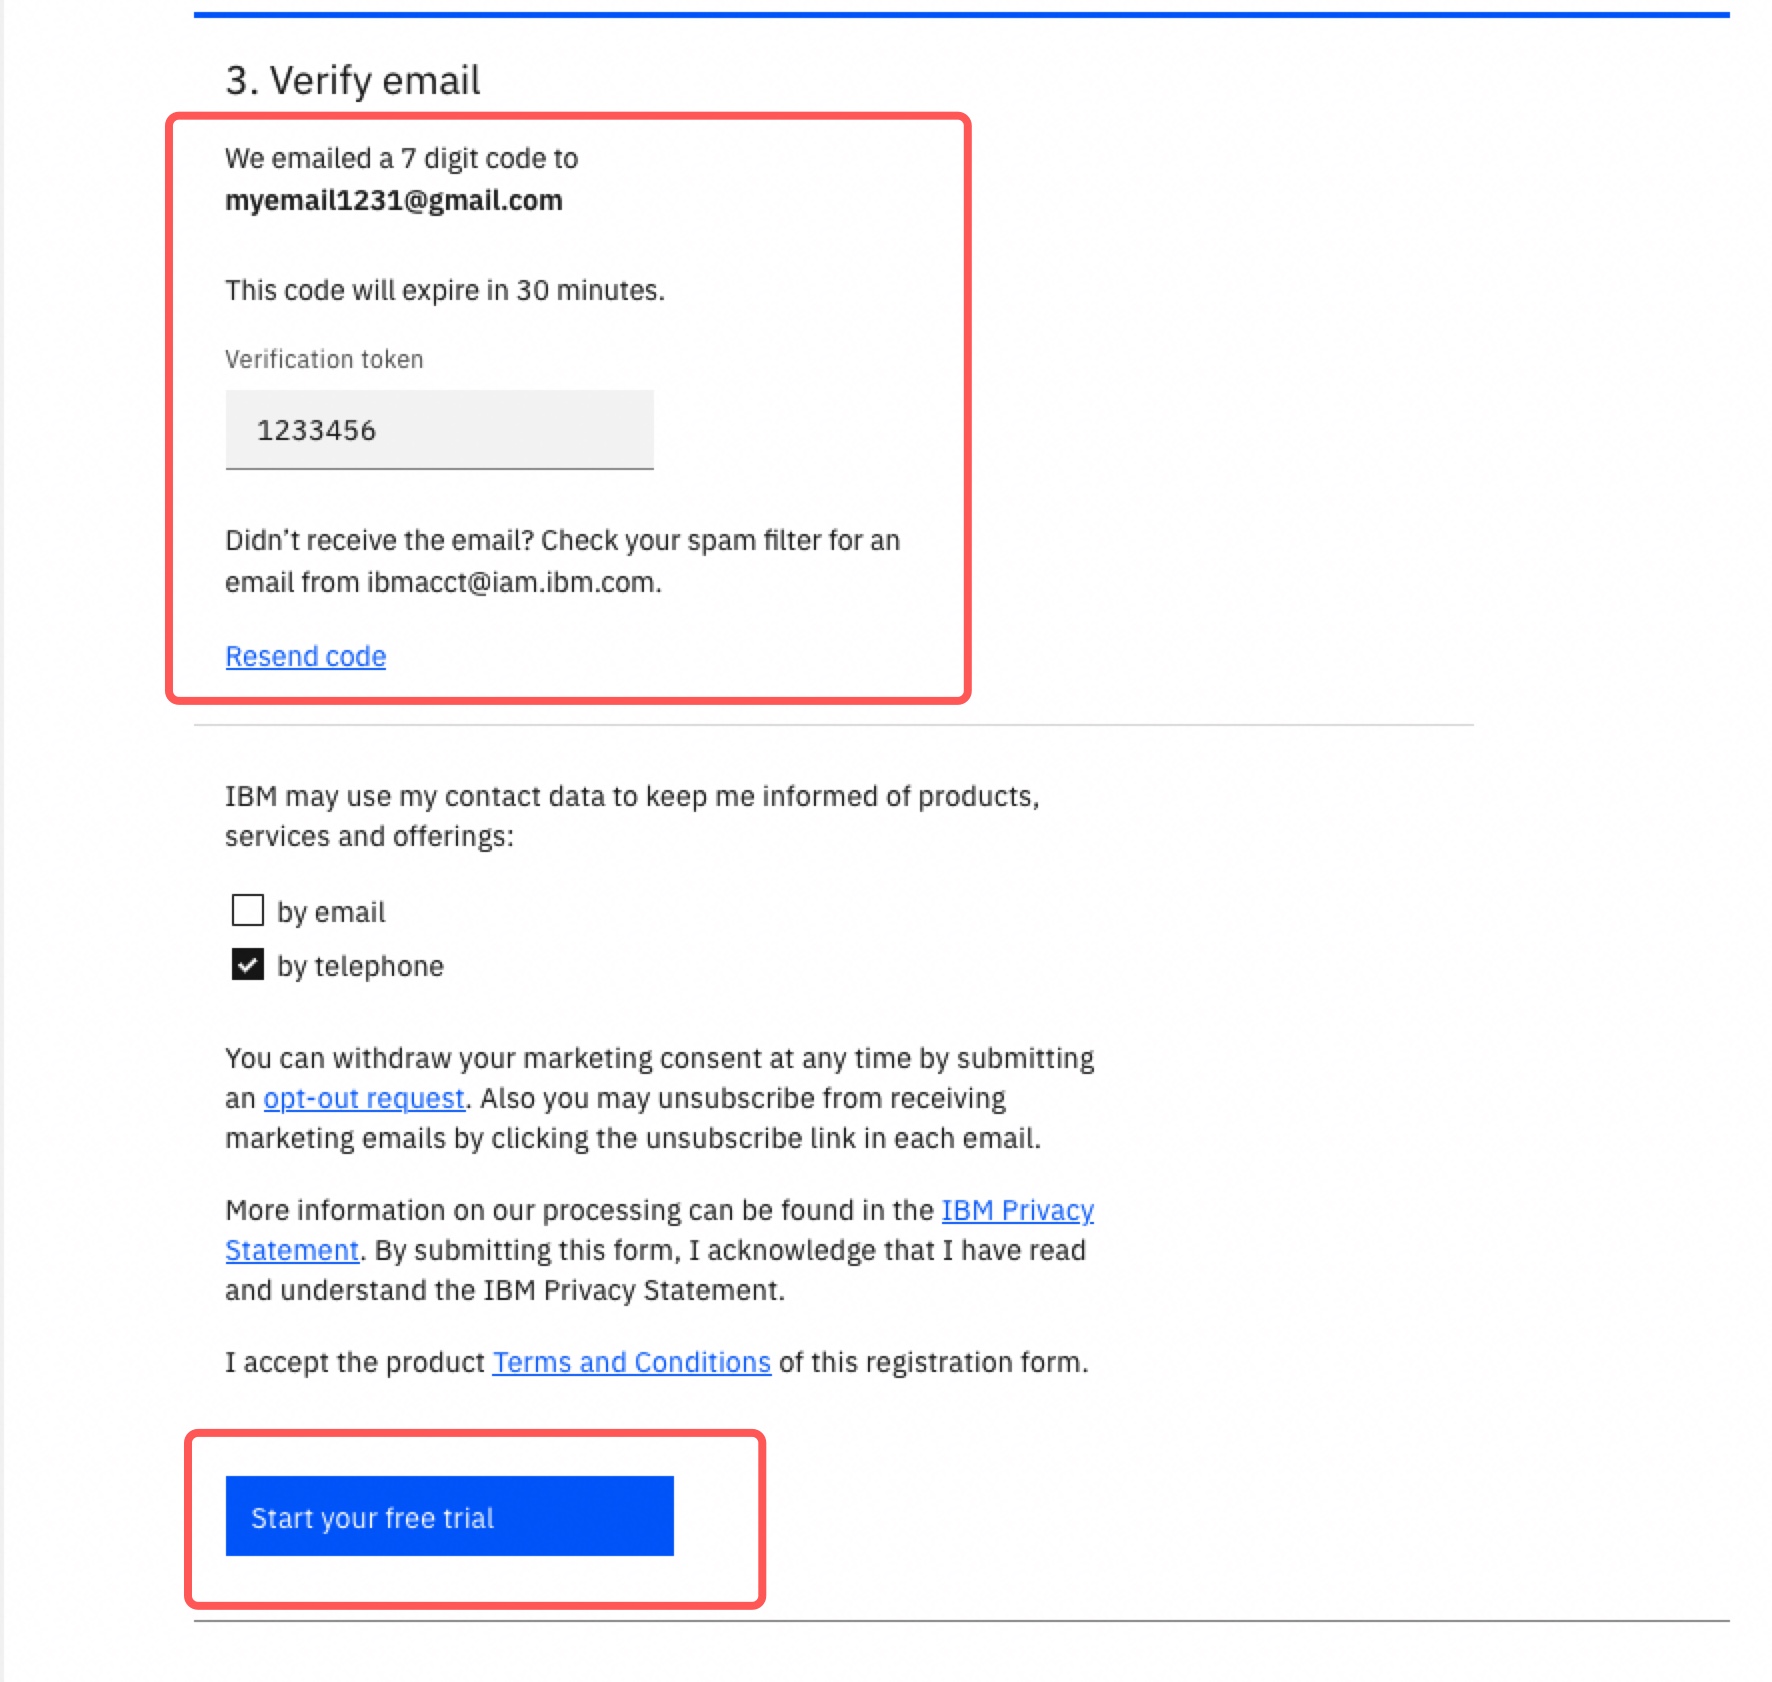 3. Verify email
We emailed a 7 digit code to
myemail1231@gmail.com
This code will expire in 30 minutes.
Verification token
1233456
Didn’t receive the email? Check your spam filter for an
email from ibmacct@iam.ibm.com.
Resend code
IBM may use my contact data to keep me informed of products,
services and offerings:
by email
by telephone
You can withdraw your marketing consent at any time by submitting
an opt-out request. Also you may unsubscribe from receiving
marketing emails by clicking the unsubscribe link in each email.
More information on our processing can be found in the IBM Privacy
Statement. By submitting this form, I acknowledge that I have read
and understand the IBM Privacy Statement.
I accept the product Terms and Conditions of this registration form.
Start your free trial